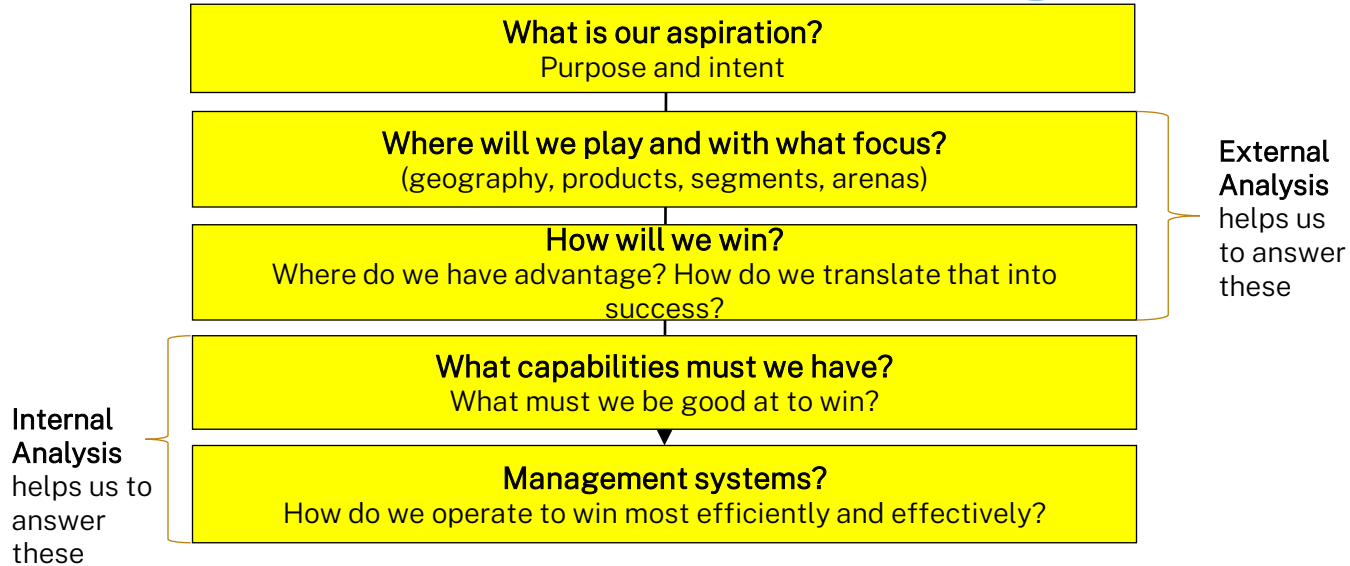 What is our aspiration?
Purpose and intent
Where will we play and with what focus?
(geography, products, segments, arenas)
How will we win?
Where do we have advantage? How do we translate that into
success?
External
Analysis
helps us
to answer
these
What capabilities must we have?
What must we be good at to win?
Management systems?
How do we operate to win most efficiently and effectively?
Internal
Analysis
helps us to
answer
these